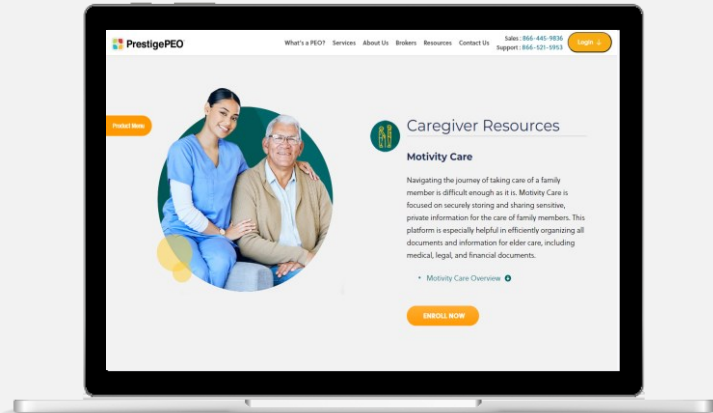 PrestigePEO
What's a PEO? Services About Us Brokers Resources Contact Us
Sales : 866-445-9836
Support : 866-521-5953
Login
Product Menu
Caregiver Resources
Motivity Care
Navigating the journey of taking care of a family
member is difficult enough as it is. Motivity Care is
focused on securely storing and sharing sensitive,
private information for the care of family members. This
platform is especially helpful in efficiently organizing all
documents and information for elder care, including
medical, legal, and financial documents.
• Motivity Care Overview
ENROLL NOW